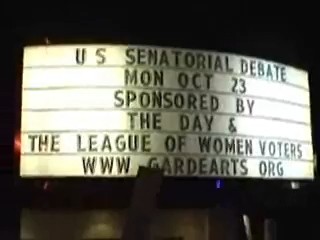 U S SENATORIAL DEBATE
MON OCT 23
SPONSORED BY
THE DAY &
THE LEAGUE OF WOMEN VOTERS
WWW GARDEARTS ORG